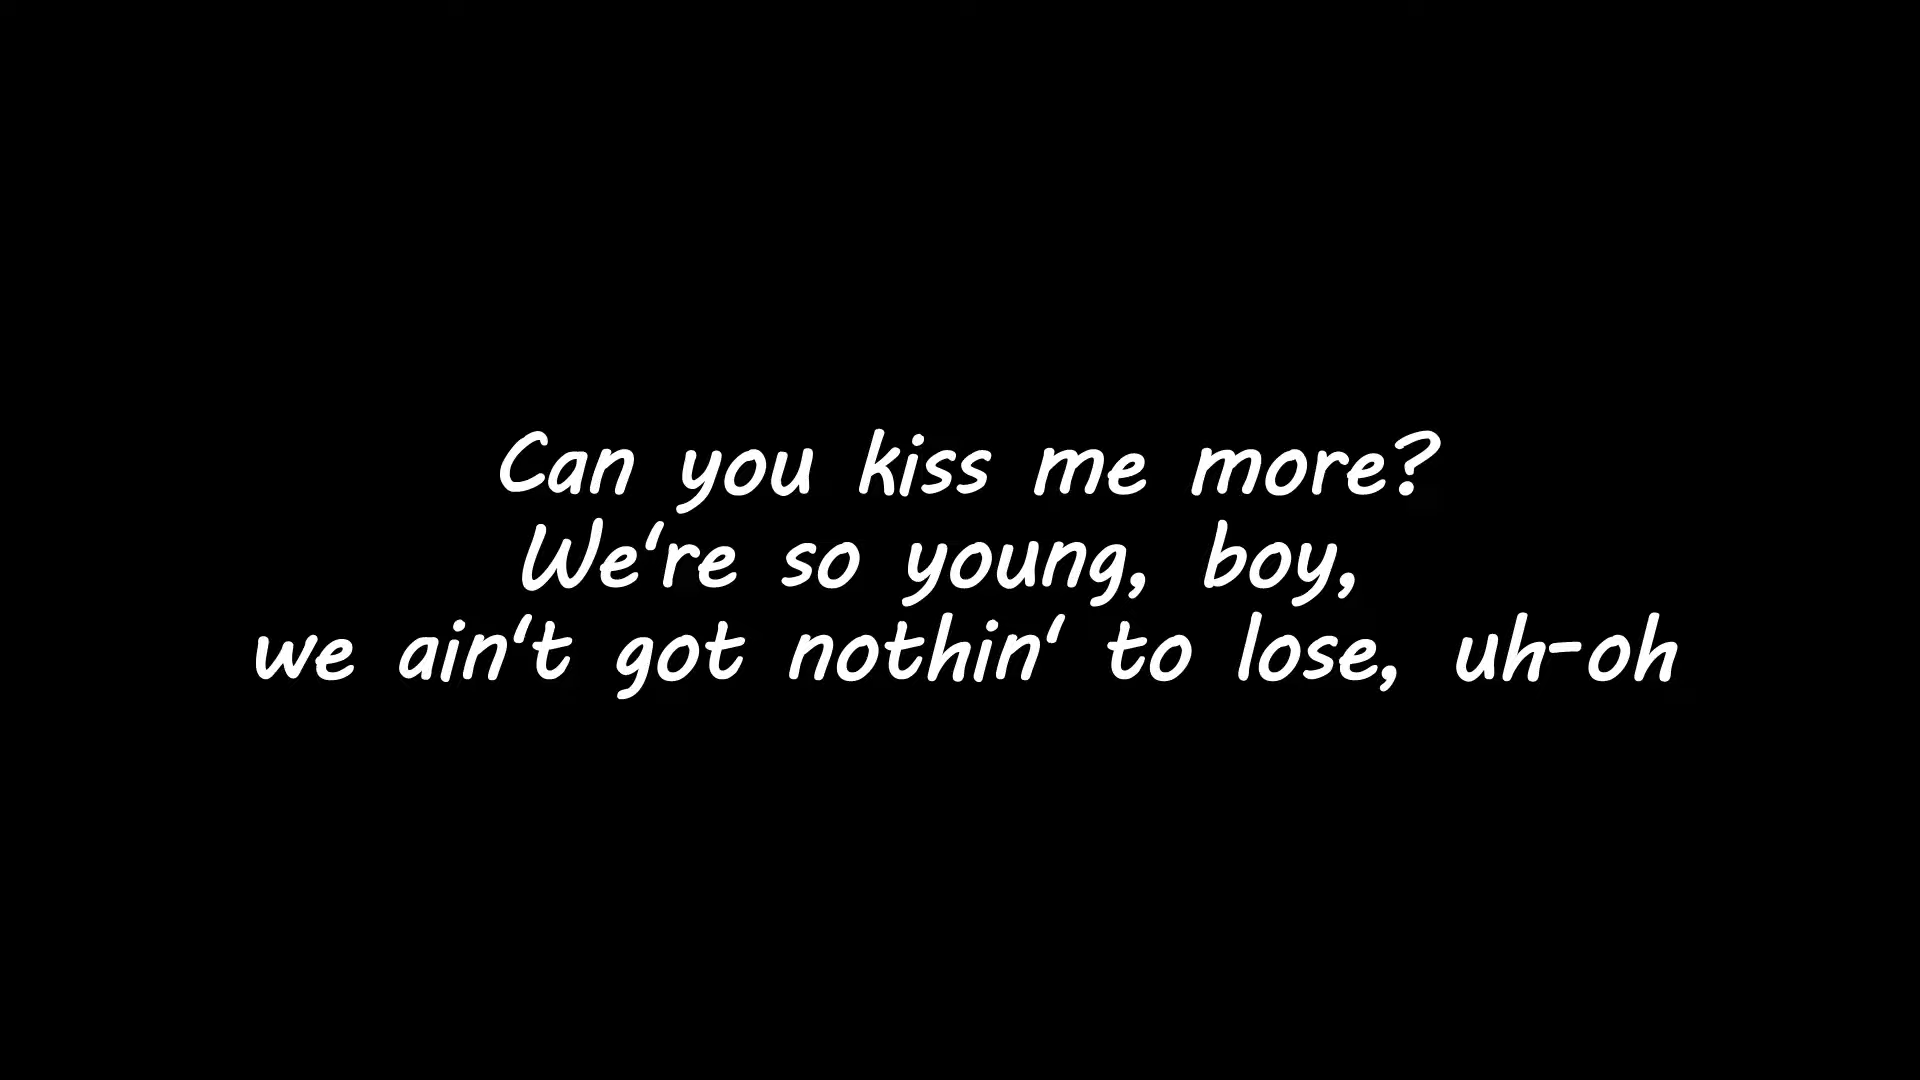 Can you kiss me more?
We're so young, boy,
we ain't got nothin' to lose, uh-oh